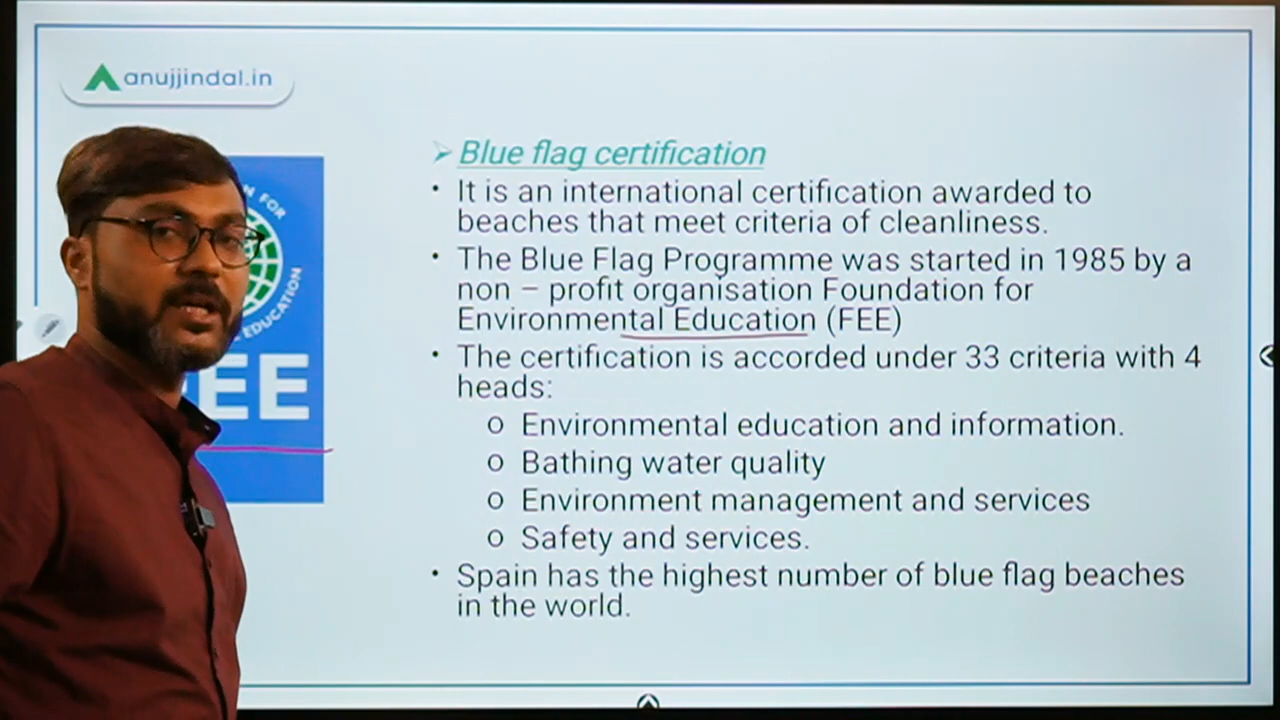 anujjindal.in
Blue flag certification
• It is an international certification awarded to
beaches that meet criteria of cleanliness.
• The Blue Flag Programme was started in 1985 by a
non – profit organisation Foundation for
Environmental Education (FEE)
• The certification is accorded under 33 criteria with 4
heads:
o Environmental education and information.
o Bathing water quality
o Environment management and services
o Safety and services.
• Spain has the highest number of blue flag beaches
in the world.
FOR
EDUCATION
EE